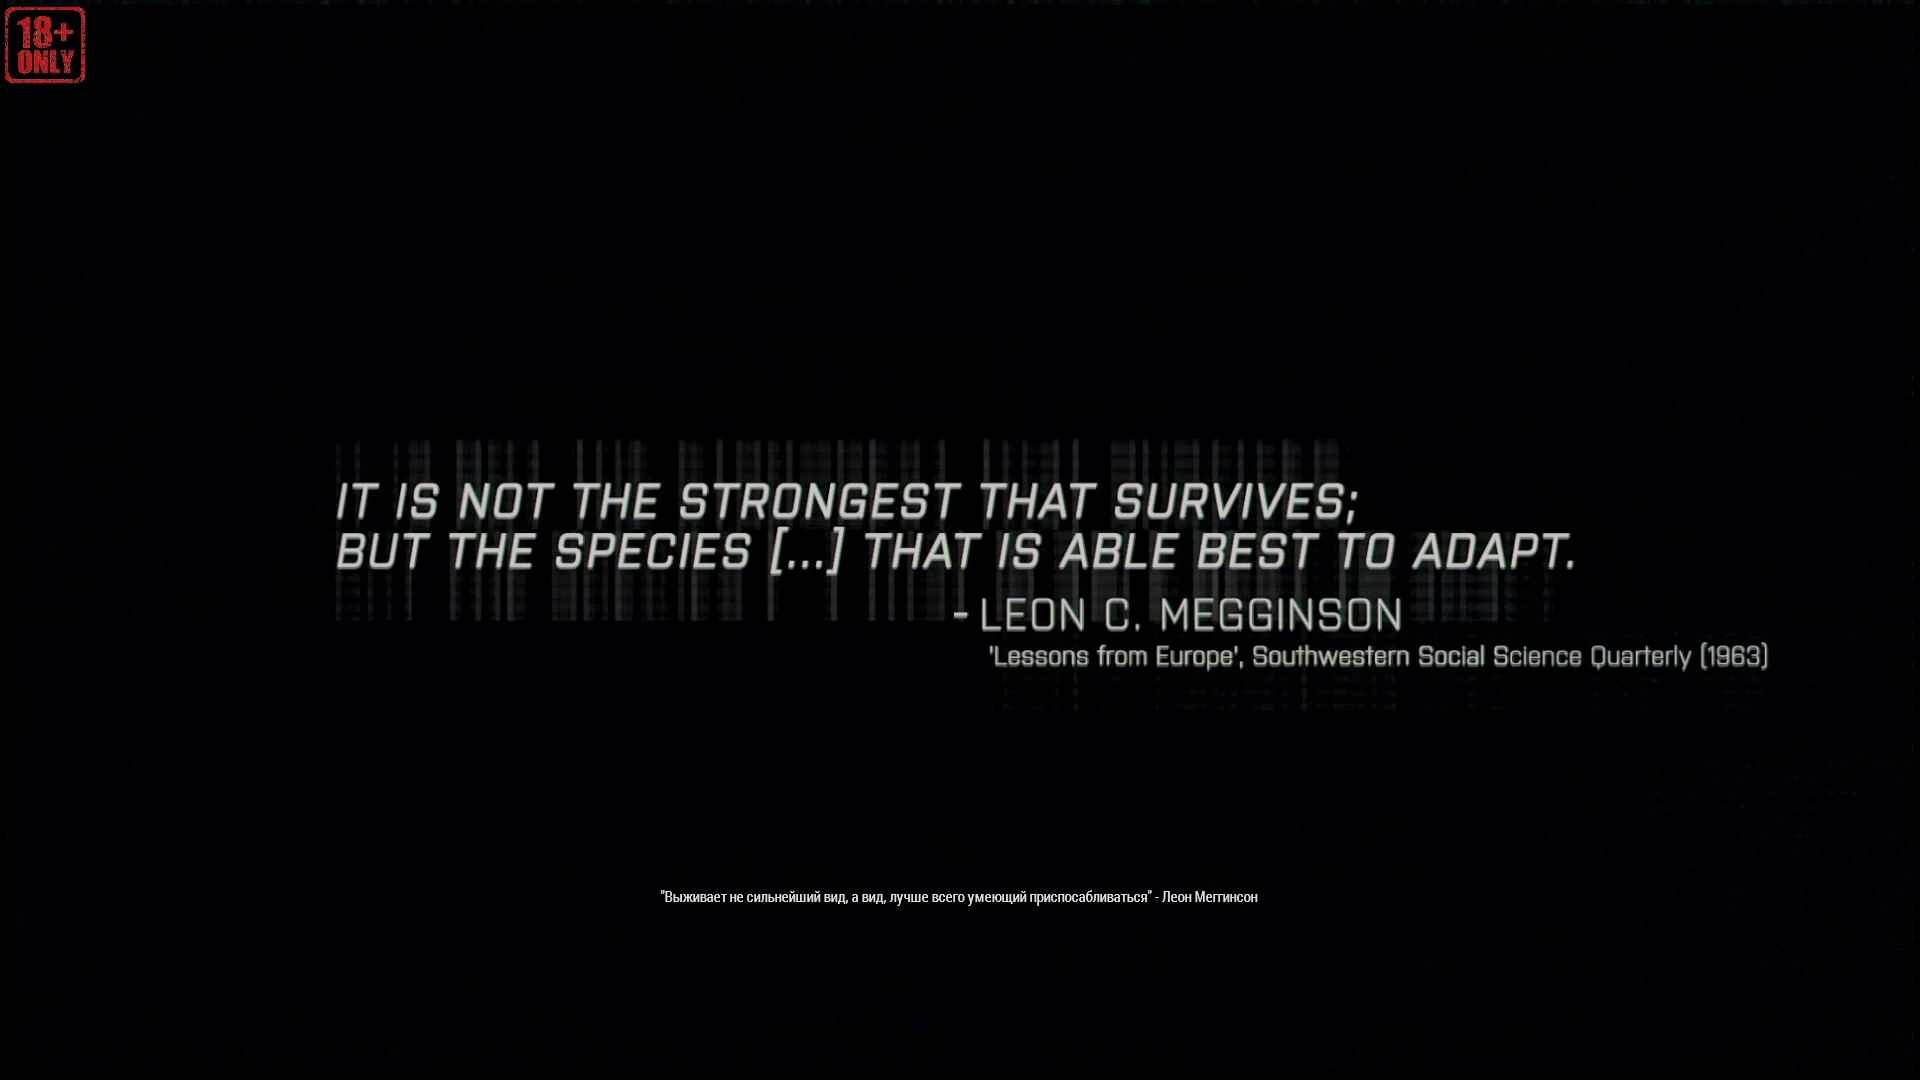 18+
ONLY
IT IS NOT THE STRONGEST THAT SURVIVES;
BUT THE SPECIES [...] THAT IS ABLE BEST TO ADAPT.
- LEON C. MEGGINSON
'Lessons from Europe', Southwestern Social Science Quarterly (1963)
"Выживает не сильнейший вид, а вид, лучше всего умеющий приспосабливаться" - Леон Меггинсон